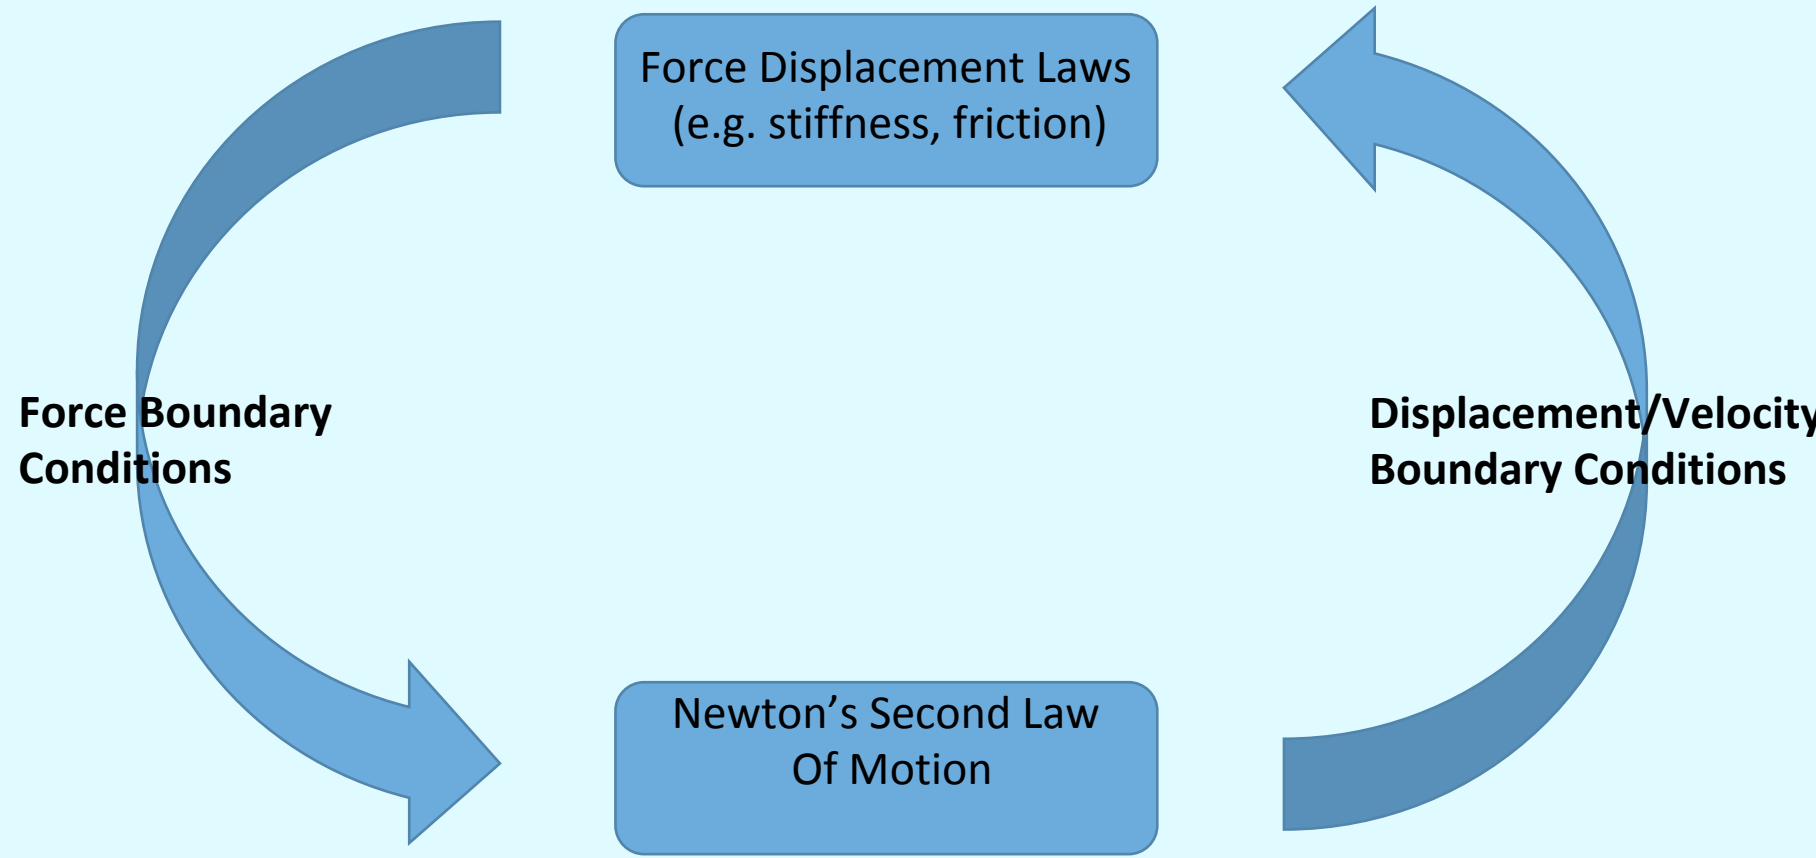 Force Displacement Laws
(e.g. stiffness, friction)
Force Boundary
Conditions
Displacement/Velocity
Boundary Conditions
Newton’s Second Law
Of Motion